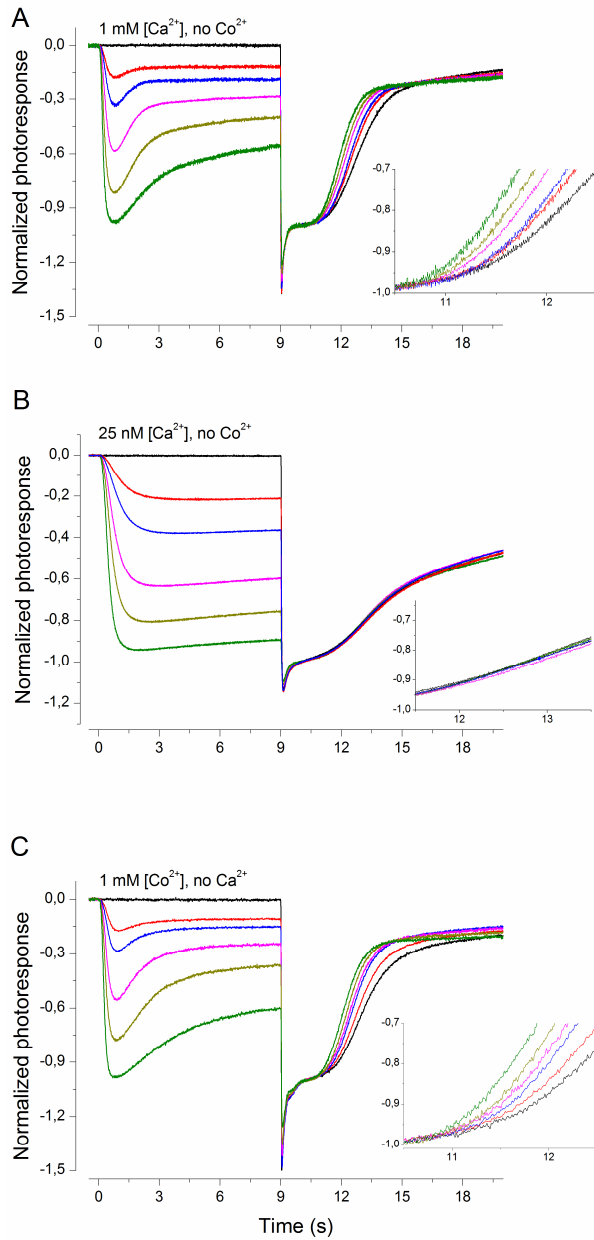 A
1 mM [Ca2+], no Co2+
0,0
-0,3
-0,6
-0,9
-1,2
-1,5
Normalized photoresponse
0 3 6 9 12 15 18
-0,7
-0,8
-0,9
-1,0
11 12
B
25 nM [Ca2+], no Co2+
0,0
-0,2
-0,4
-0,6
-0,8
-1,0
-1,2
Normalized photoresponse
0 3 6 9 12 15 18
-0,7
-0,8
-0,9
-1,0
12 13
C
1 mM [Co2+], no Ca2+
0,0
-0,3
-0,6
-0,9
-1,2
-1,5
Normalized photoresponse
0 3 6 9 12 15 18
-0,7
-0,8
-0,9
-1,0
11 12
Time (s)